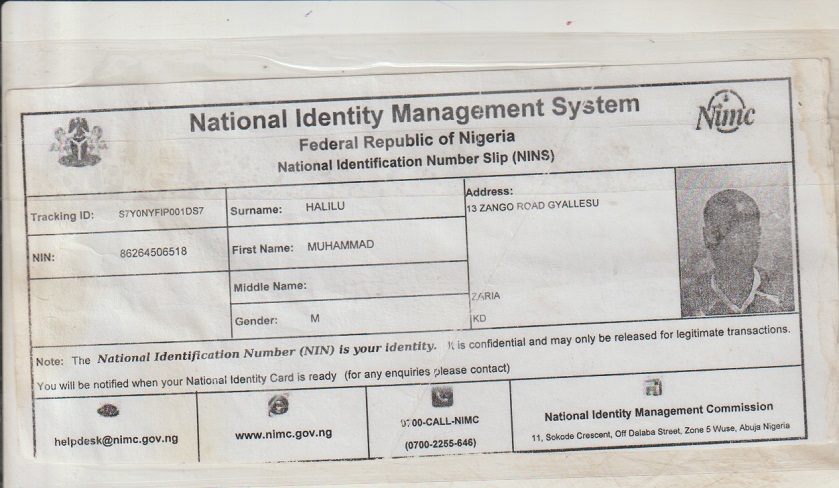 National Identity Management System
Federal Republic of Nigeria
National Identification Number Slip (NINS)
Nimc
Tracking ID: S7Y0NYFIP001DS7
Surname: HALILU
Address:
13 ZANGO ROAD GYALLESU
NIN: 86264506518
First Name: MUHAMMAD
Middle Name:
ZARIA
Gender: M
KD
Note: The National Identification Number (NIN) is your identity. It is confidential and may only be released for legitimate transactions.
You will be notified when your National Identity Card is ready (for any enquiries please contact)
helpdesk@nimc.gov.ng
www.nimc.gov.ng
0700-CALL-NIMC
(0700-2255-646)
National Identity Management Commission
11, Sokode Crescent, Off Dalaba Street, Zone 5 Wuse, Abuja Nigeria